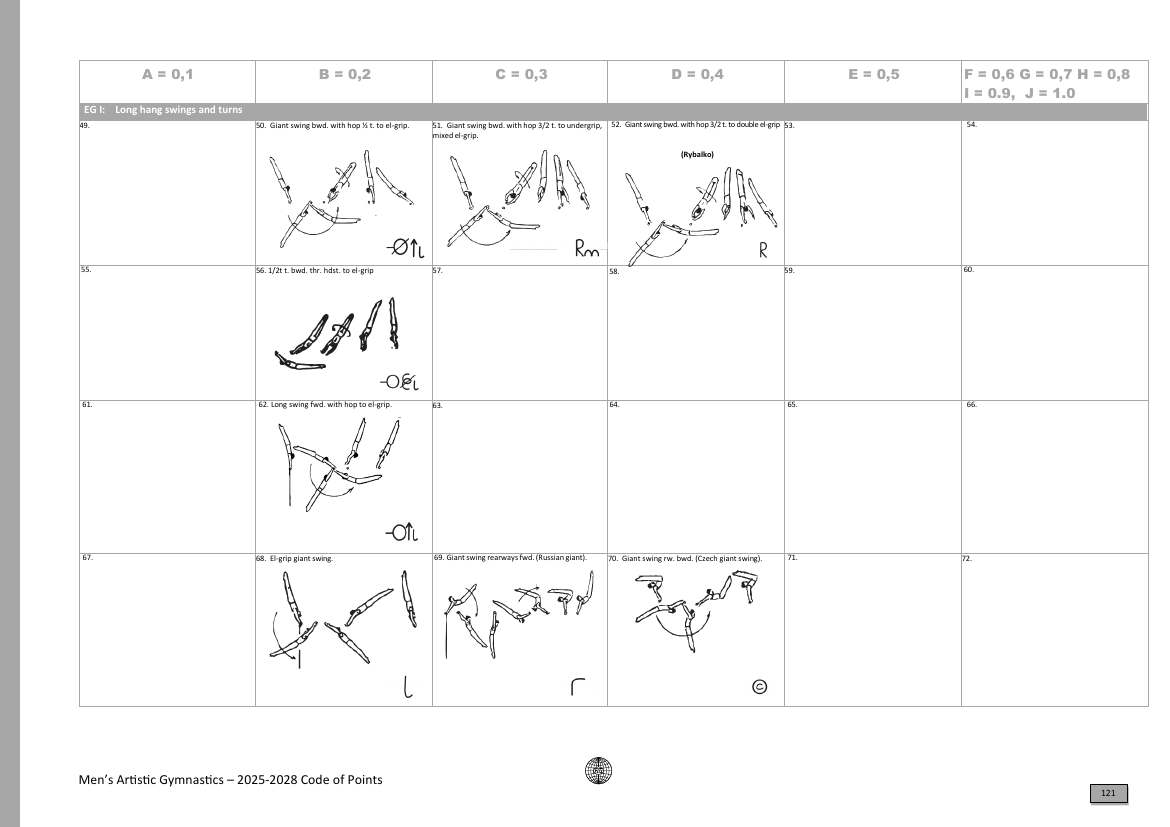 A = 0,1
B = 0,2
C = 0,3
D = 0,4
E = 0,5
F = 0,6 G = 0,7 H = 0,8
I = 0.9, J = 1.0
EG I: Long hang swings and turns
49.
50. Giant swing bwd. with hop ½ t. to el-grip.
51. Giant swing bwd. with hop 3/2 t. to undergrip,
mixed el-grip.
52. Giant swing bwd. with hop 3/2 t. to double el-grip
(Rybalko)
53.
54.
Rm
R
55.
56. 1/2t t. bwd. thr. hdst. to el-grip
57.
58.
59.
60.
61.
62. Long swing fwd. with hop to el-grip.
63.
64.
65.
66.
67.
68. El-grip giant swing.
69. Giant swing rearways fwd. (Russian giant).
70. Giant swing rw. bwd. (Czech giant swing).
71.
72.
©
Men's Artistic Gymnastics – 2025-2028 Code of Points
121